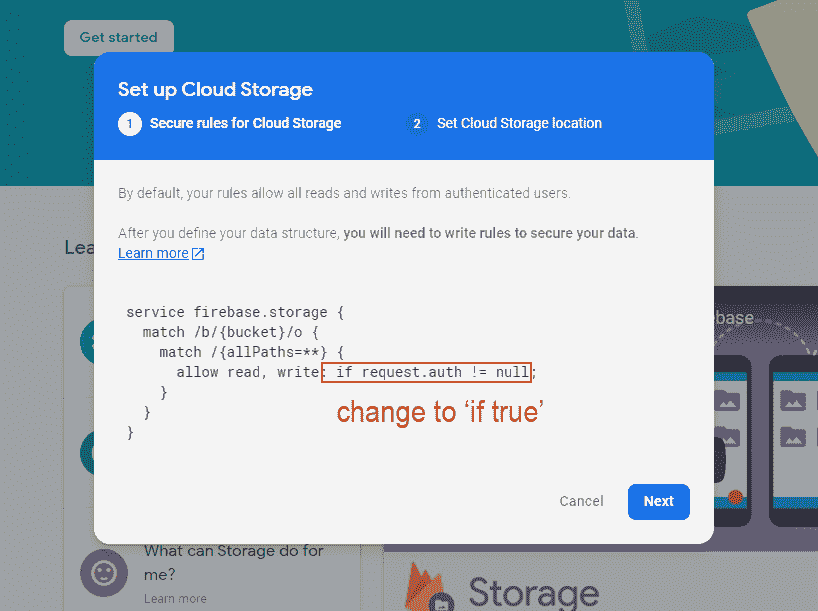 Get started
Set up Cloud Storage
1 Secure rules for Cloud Storage
2 Set Cloud Storage location
By default, your rules allow all reads and writes from authenticated users.
After you define your data structure, you will need to write rules to secure your data.
Learn more
Lea
service firebase.storage {
match /b/{bucket}/o {
match /{allPaths=**} {
allow read, write: if request.auth != null;
}
}
}
change to ‘if true’
base
Cancel
Next
What can Storage do for
me?
Learn more
Storage